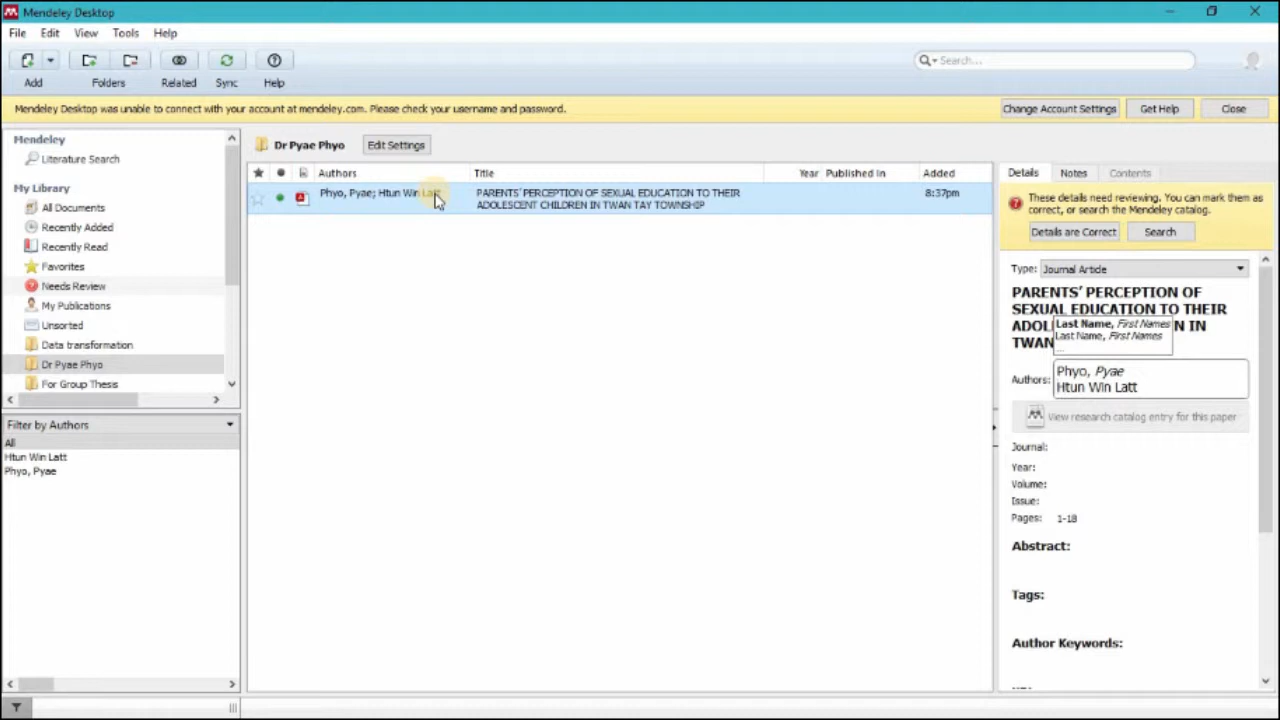 Mendeley Desktop
File Edit View Tools Help
Search...
Add Folders Related Sync Help
Mendeley Desktop was unable to connect with your account at mendeley.com. Please check your username and password.
Change Account Settings Get Help Close
Mendeley
Literature Search
My Library
All Documents
Recently Added
Recently Read
Favorites
Needs Review
My Publications
Unsorted
Data transformation
Dr Pyae Phyo
For Group Thesis
Filter by Authors
All
Htun Win Latt
Phyo, Pyae
Dr Pyae Phyo Edit Settings
Authors Title Year Published In Added
Phyo, Pyae; Htun Win Latt PARENTS' PERCEPTION OF SEXUAL EDUCATION TO THEIR 8:37pm
ADOLESCENT CHILDREN IN TWAN TAY TOWNSHIP
Details Notes Contents
These details need reviewing. You can mark them as
correct, or search the Mendeley catalog.
Details are Correct Search
Type: Journal Article
PARENTS' PERCEPTION OF
SEXUAL EDUCATION TO THEIR
ADOL N IN
TWAN
Last Name, First Names
Last Name, First Names
...
Authors: Phyo, Pyae
Htun Win Latt
View research catalog entry for this paper
Journal:
Year:
Volume:
Issue:
Pages: 1-18
Abstract:
Tags:
Author Keywords: